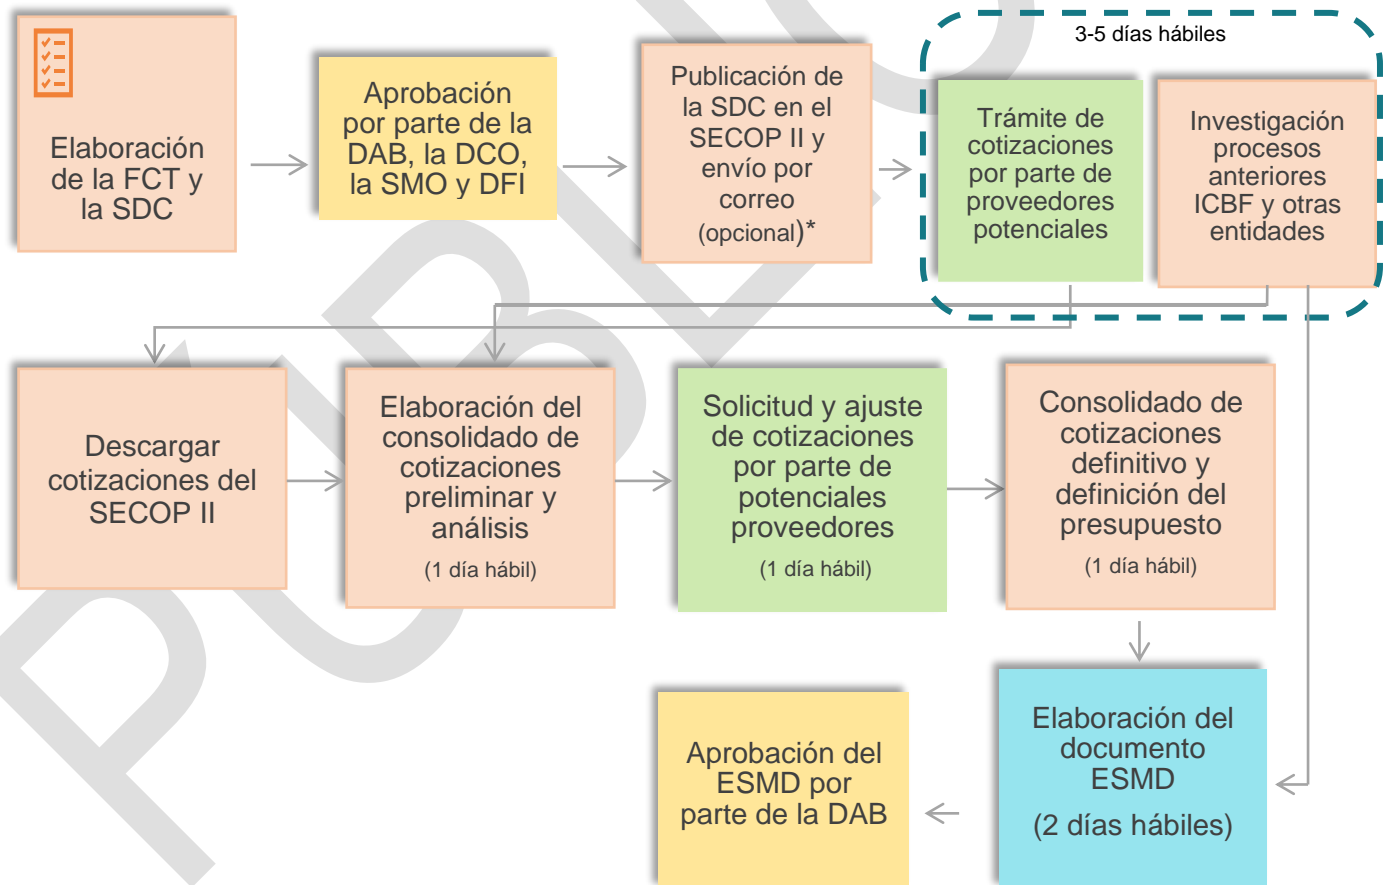 3-5 días hábiles
Elaboración
de la FCT y
la SDC
Aprobación
por parte de la
DAB, la DCO,
la SMO y DFI
Publicación de
la SDC en el
SECOP II y
envío por
correo
(opcional)*
Trámite de
cotizaciones
por parte de
proveedores
potenciales
Investigación
procesos
anteriores
ICBF y otras
entidades
Descargar
cotizaciones del
SECOP II
Elaboración del
consolidado de
cotizaciones
preliminar y
análisis
(1 día hábil)
Solicitud y ajuste
de cotizaciones
por parte de
potenciales
proveedores
(1 día hábil)
Consolidado de
cotizaciones
definitivo y
definición del
presupuesto
(1 día hábil)
Elaboración del
documento
ESMD
(2 días hábiles)
Aprobación del
ESMD por
parte de la DAB